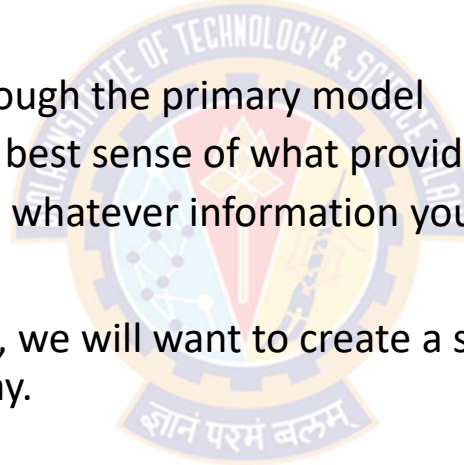 OF TECHNOLOGY &
ough the primary model
best sense of what provid
whatever information you
, we will want to create a s
ny.
ज्ञानं परमं बलम्